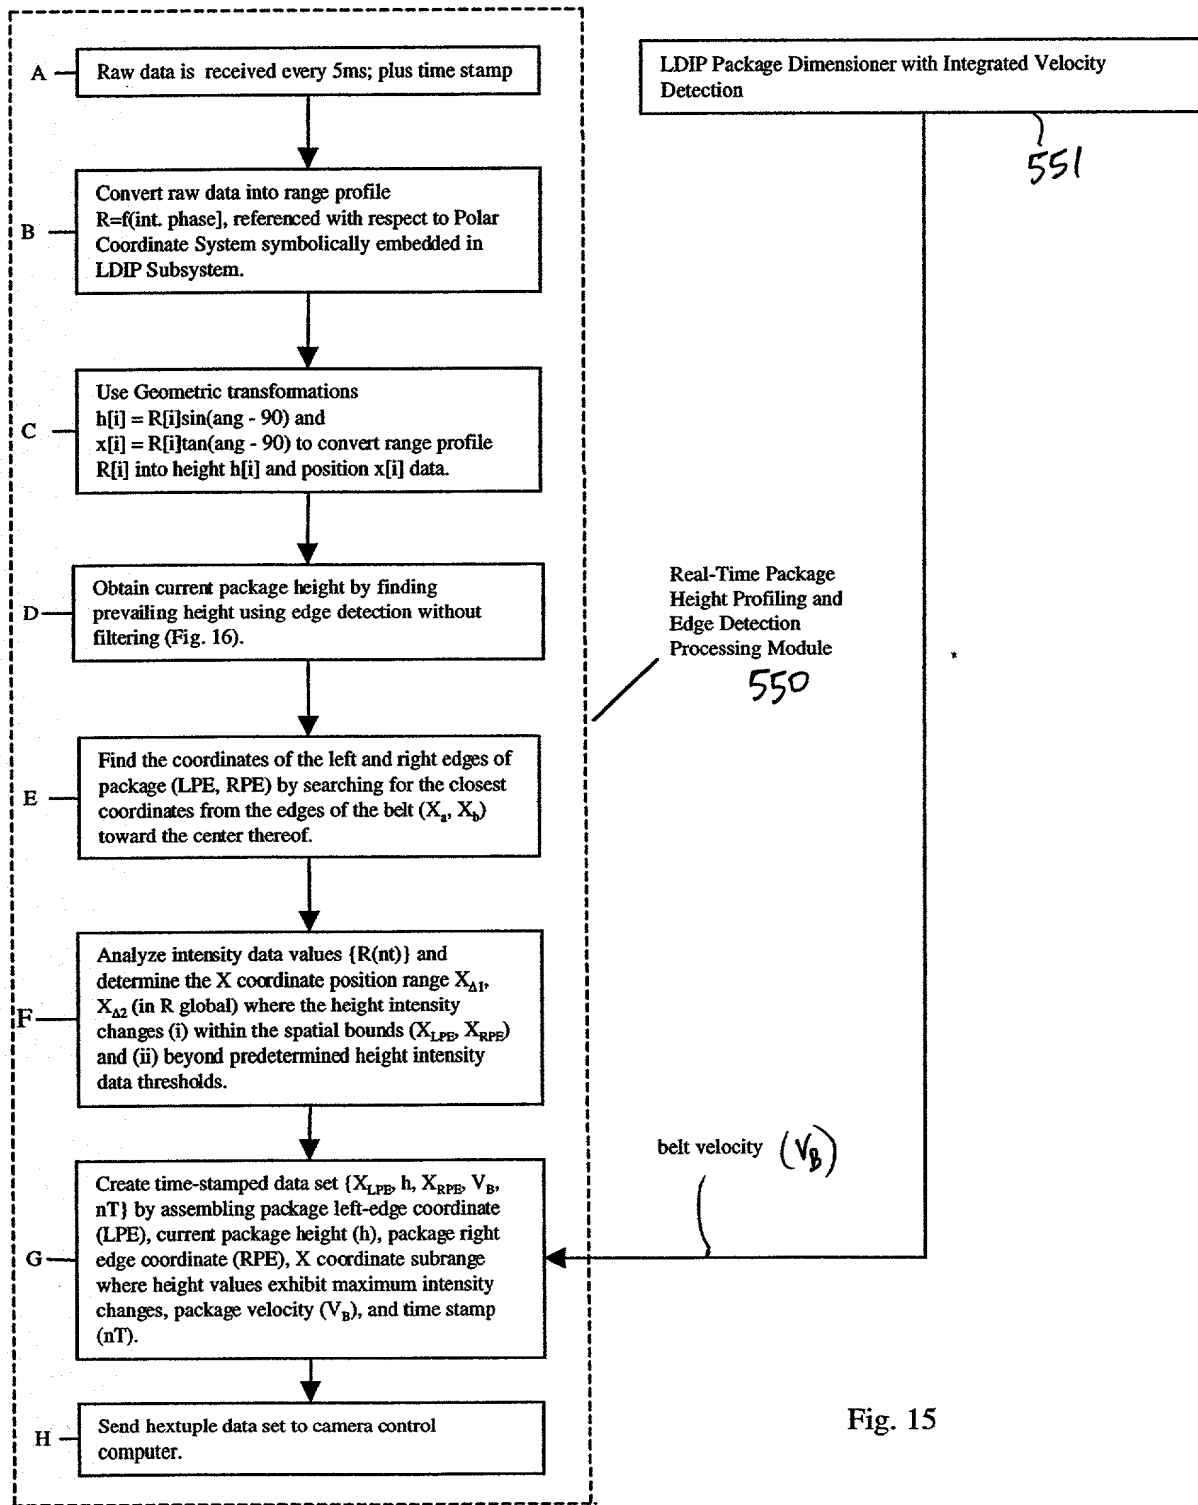 A
Raw data is received every 5ms; plus time stamp
B
Convert raw data into range profile
R=f(int. phase], referenced with respect to Polar
Coordinate System symbolically embedded in
LDIP Subsystem.
C
Use Geometric transformations
h[i] = R[i]sin(ang - 90) and
x[i] = R[i]tan(ang - 90) to convert range profile
R[i] into height h[i] and position x[i] data.
D
Obtain current package height by finding
prevailing height using edge detection without
filtering (Fig. 16).
E
Find the coordinates of the left and right edges of
package (LPE, RPE) by searching for the closest
coordinates from the edges of the belt (Xa, Xb)
toward the center thereof.
F
Analyze intensity data values {R(nt)} and
determine the X coordinate position range XΔ1,
XΔ2 (in R global) where the height intensity
changes (i) within the spatial bounds (XLPE, XRPE)
and (ii) beyond predetermined height intensity
data thresholds.
G
Create time-stamped data set {XLPE, h, XRPE, VB,
nT} by assembling package left-edge coordinate
(LPE), current package height (h), package right
edge coordinate (RPE), X coordinate subrange
where height values exhibit maximum intensity
changes, package velocity (VB), and time stamp
(nT).
H
Send hextuple data set to camera control
computer.
LDIP Package Dimensioner with Integrated Velocity
Detection
551
Real-Time Package
Height Profiling and
Edge Detection
Processing Module
550
belt velocity (VB)
Fig. 15